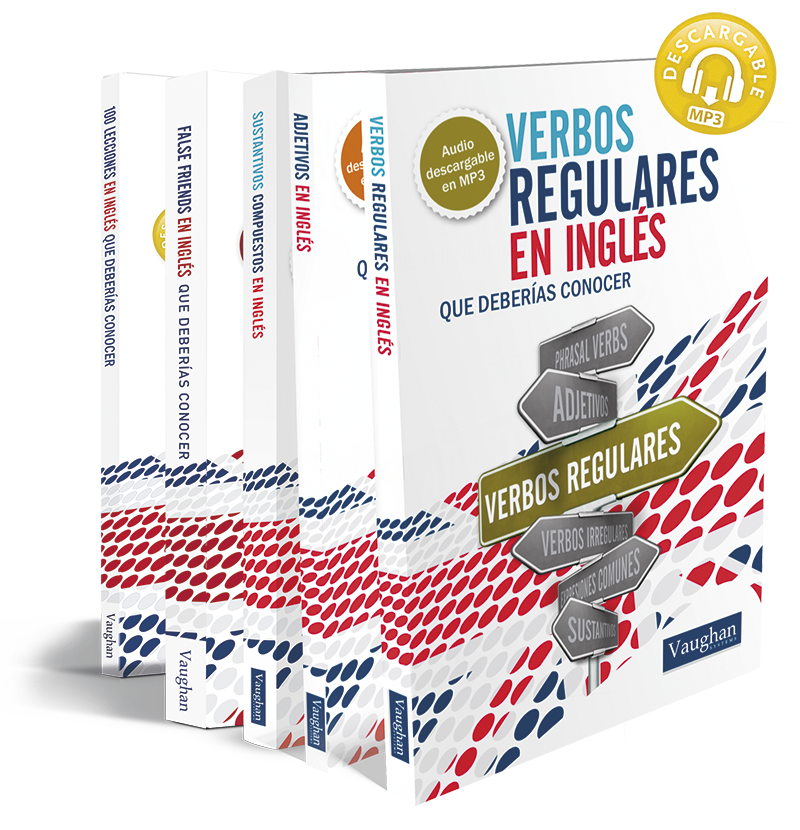 DESCARGABLE
MP3
Audio
descargable
en MP3
VERBOS
REGULARES
EN INGLÉS
QUE DEBERÍAS CONOCER
PHRASAL VERBS
ADJETIVOS
VERBOS REGULARES
VERBOS IRREGULARES
EXPRESIONES COMUNES
SUSTANTIVOS
Vaughan
SYSTEMS
VERBOS REGULARES EN INGLÉS
Vaughan
ADJETIVOS EN INGLÉS
Vaughan
SUSTANTIVOS COMPUESTOS EN INGLÉS
Vaughan
FALSE FRIENDS EN INGLÉS QUE DEBERÍAS CONOCER
Vaughan
100 LECCIONES EN INGLÉS QUE DEBERÍAS CONOCER
Vaughan